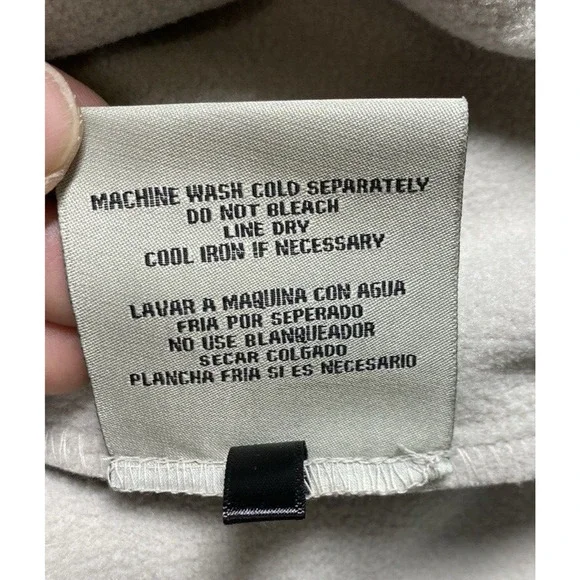 MACHINE WASH COLD SEPARATELY
DO NOT BLEACH
LINE DRY
COOL IRON IF NECESSARY
LAVAR A MAQUINA CON AGUA
FRIA POR SEPERADO
NO USE BLANQUEADOR
SECAR COLGADO
PLANCHA FRIA SI ES NECESARIO